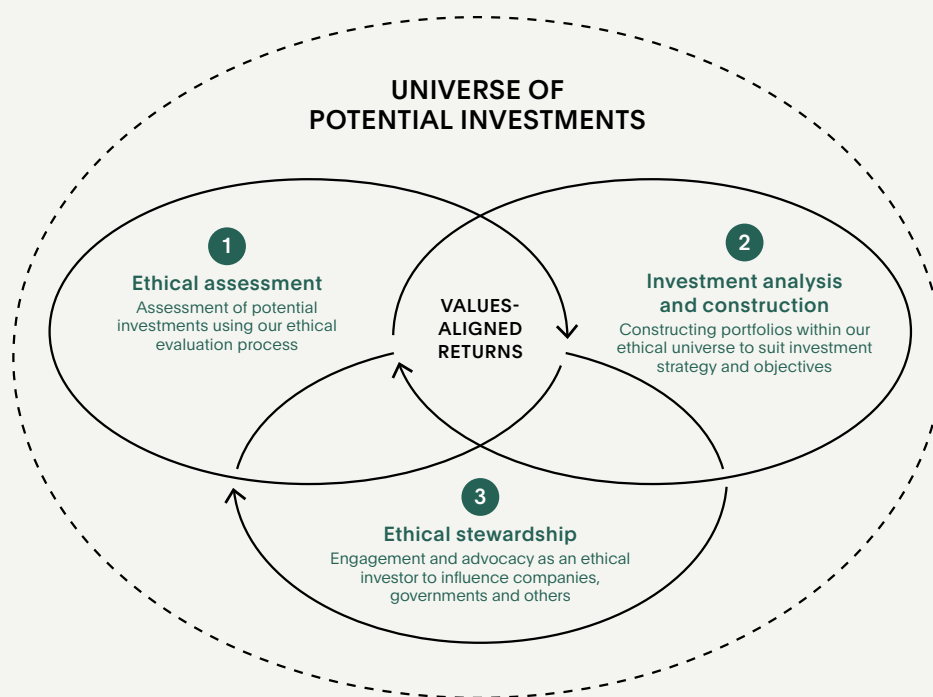 UNIVERSE OF
POTENTIAL INVESTMENTS
1
Ethical assessment
Assessment of potential
investments using our ethical
evaluation process
VALUES-
ALIGNED
RETURNS
2
Investment analysis
and construction
Constructing portfolios within our
ethical universe to suit investment
strategy and objectives
3
Ethical stewardship
Engagement and advocacy as an ethical
investor to influence companies,
governments and others